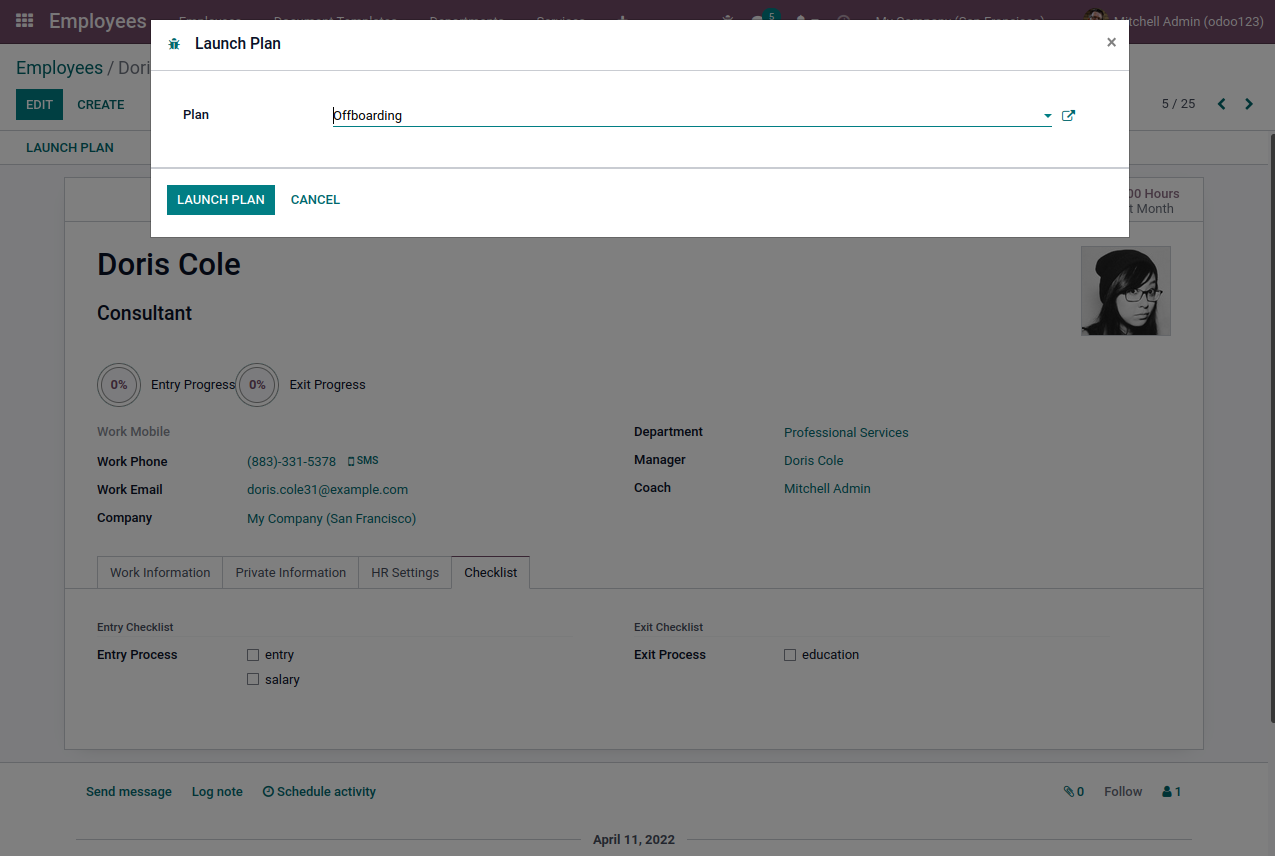 Employees Employees Document Templates Departments Services 5 My Company (San Francisco) Mitchell Admin (odoo123)
Launch Plan ×
Employees / Doris
EDIT CREATE
5 / 25
Plan Offboarding
LAUNCH PLAN
LAUNCH PLAN CANCEL
00 Hours
Month
Doris Cole
Consultant
0% Entry Progress 0% Exit Progress
Work Mobile
Department Professional Services
Work Phone (883)-331-5378 SMS
Manager Doris Cole
Work Email doris.cole31@example.com
Coach Mitchell Admin
Company My Company (San Francisco)
Work Information Private Information HR Settings Checklist
Entry Checklist Exit Checklist
Entry Process entry
Exit Process education
salary
Send message Log note Schedule activity 0 Follow 1
April 11, 2022